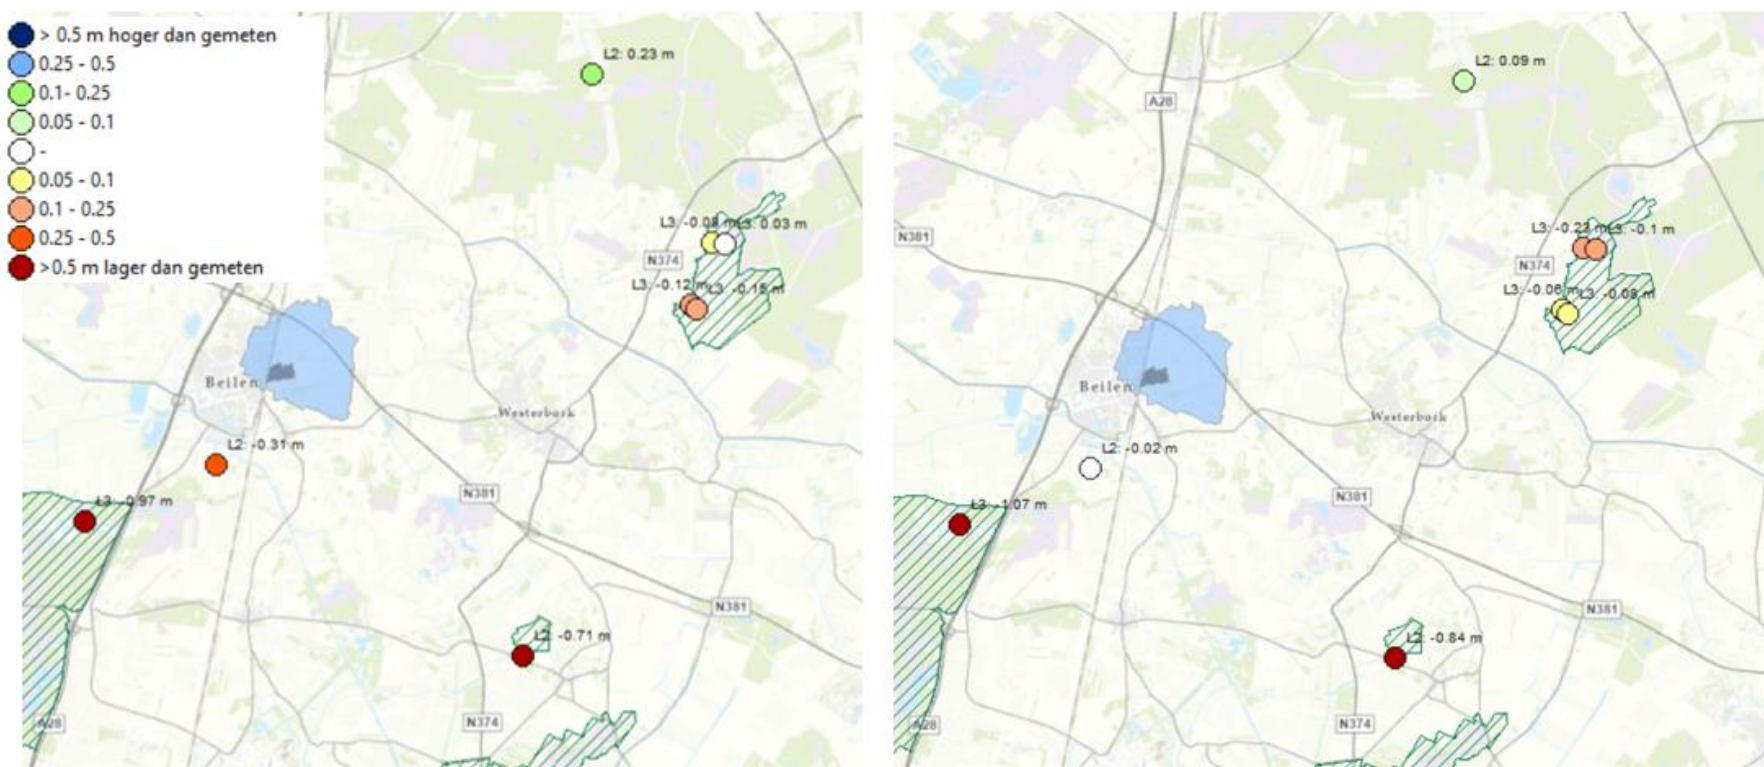 > 0.5 m hoger dan gemeten
0.25 - 0.5
0.1- 0.25
0.05 - 0.1
-
0.05 - 0.1
0.1 - 0.25
0.25 - 0.5
>0.5 m lager dan gemeten
L2: 0.23 m
L3: 0.03 m
N374
L3: -0.12 m
L3: -0.15 m
Beilen
Westerbork
L2: -0.31 m
N381
L3: -0.97 m
N381
L2: -0.71 m
A28
N374
L2: 0.09 m
A28
N381
L3: -0.1 m
N374
L3: -0.06 m
Beilen
Westerbork
L2: -0.02 m
N381
L3: -1.07 m
N381
L2: -0.84 m
A28
N374